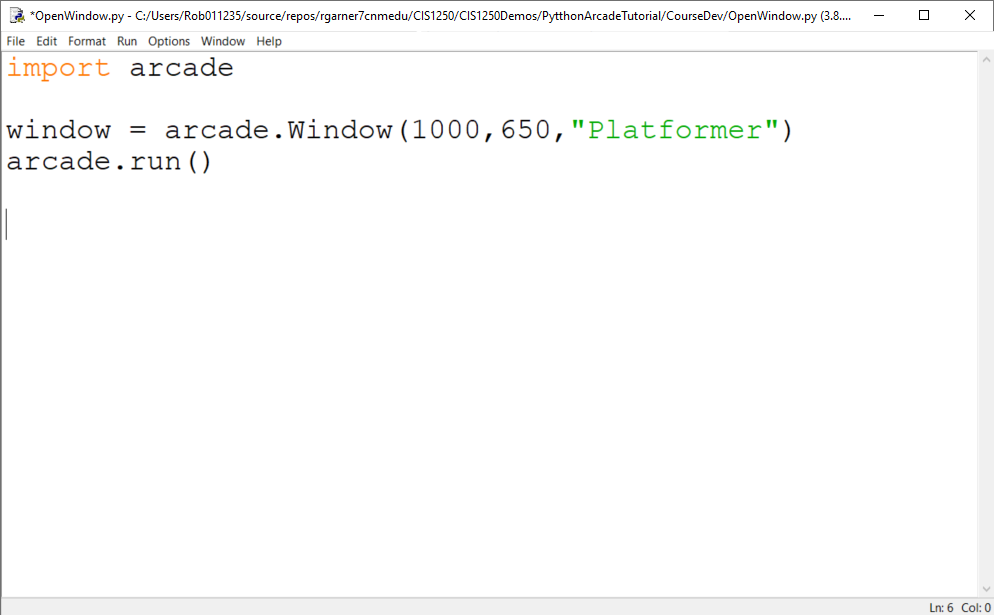 *OpenWindow.py - C:/Users/Rob011235/source/repos/rgarner7cnmedu/CIS1250/CIS1250Demos/PytthonArcadeTutorial/CourseDev/OpenWindow.py (3.8....
File Edit Format Run Options Window Help
import arcade
window = arcade.Window(1000,650,"Platformer")
arcade.run()
Ln: 6 Col: 0